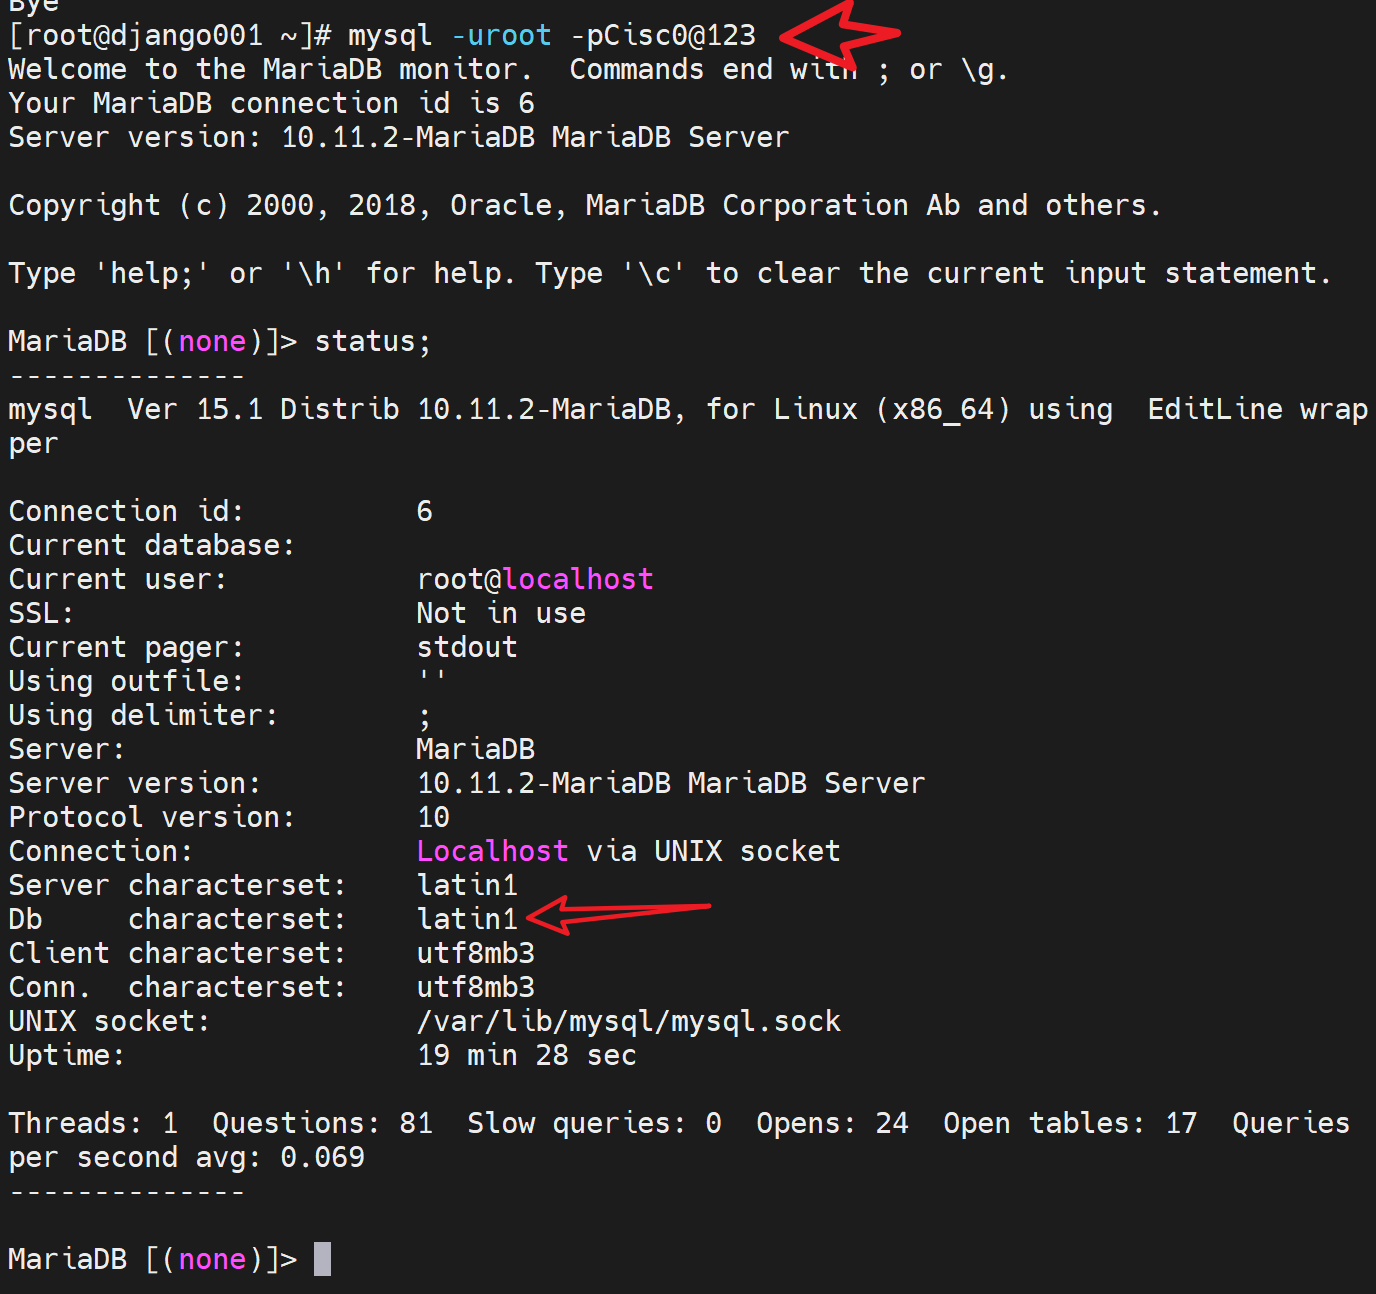 Bye
[root@django001 ~]# mysql -uroot -pCisc0@123
Welcome to the MariaDB monitor.  Commands end with ; or \g.
Your MariaDB connection id is 6
Server version: 10.11.2-MariaDB MariaDB Server
Copyright (c) 2000, 2018, Oracle, MariaDB Corporation Ab and others.
Type 'help;' or '\h' for help. Type '\c' to clear the current input statement.
MariaDB [(none)]> status;
--------------
mysql  Ver 15.1 Distrib 10.11.2-MariaDB, for Linux (x86_64) using  EditLine wrap
per
Connection id:          6
Current database:
Current user:           root@localhost
SSL:                    Not in use
Current pager:          stdout
Using outfile:          ''
Using delimiter:        ;
Server:                 MariaDB
Server version:         10.11.2-MariaDB MariaDB Server
Protocol version:       10
Connection:             Localhost via UNIX socket
Server characterset:    latin1
Db     characterset:    latin1
Client characterset:    utf8mb3
Conn.  characterset:    utf8mb3
UNIX socket:            /var/lib/mysql/mysql.sock
Uptime:                 19 min 28 sec
Threads: 1  Questions: 81  Slow queries: 0  Opens: 24  Open tables: 17  Queries
per second avg: 0.069
--------------
MariaDB [(none)]>